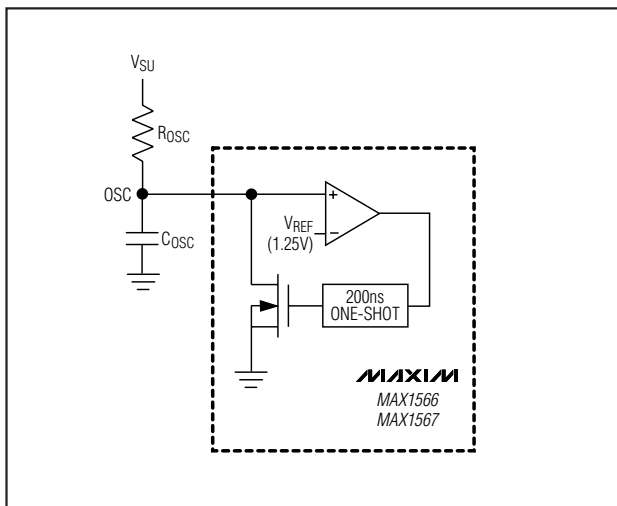 VSU
ROSC
OSC
COSC
VREF
(1.25V)
+
−
200ns
ONE-SHOT
MAXIM
MAX1566
MAX1567